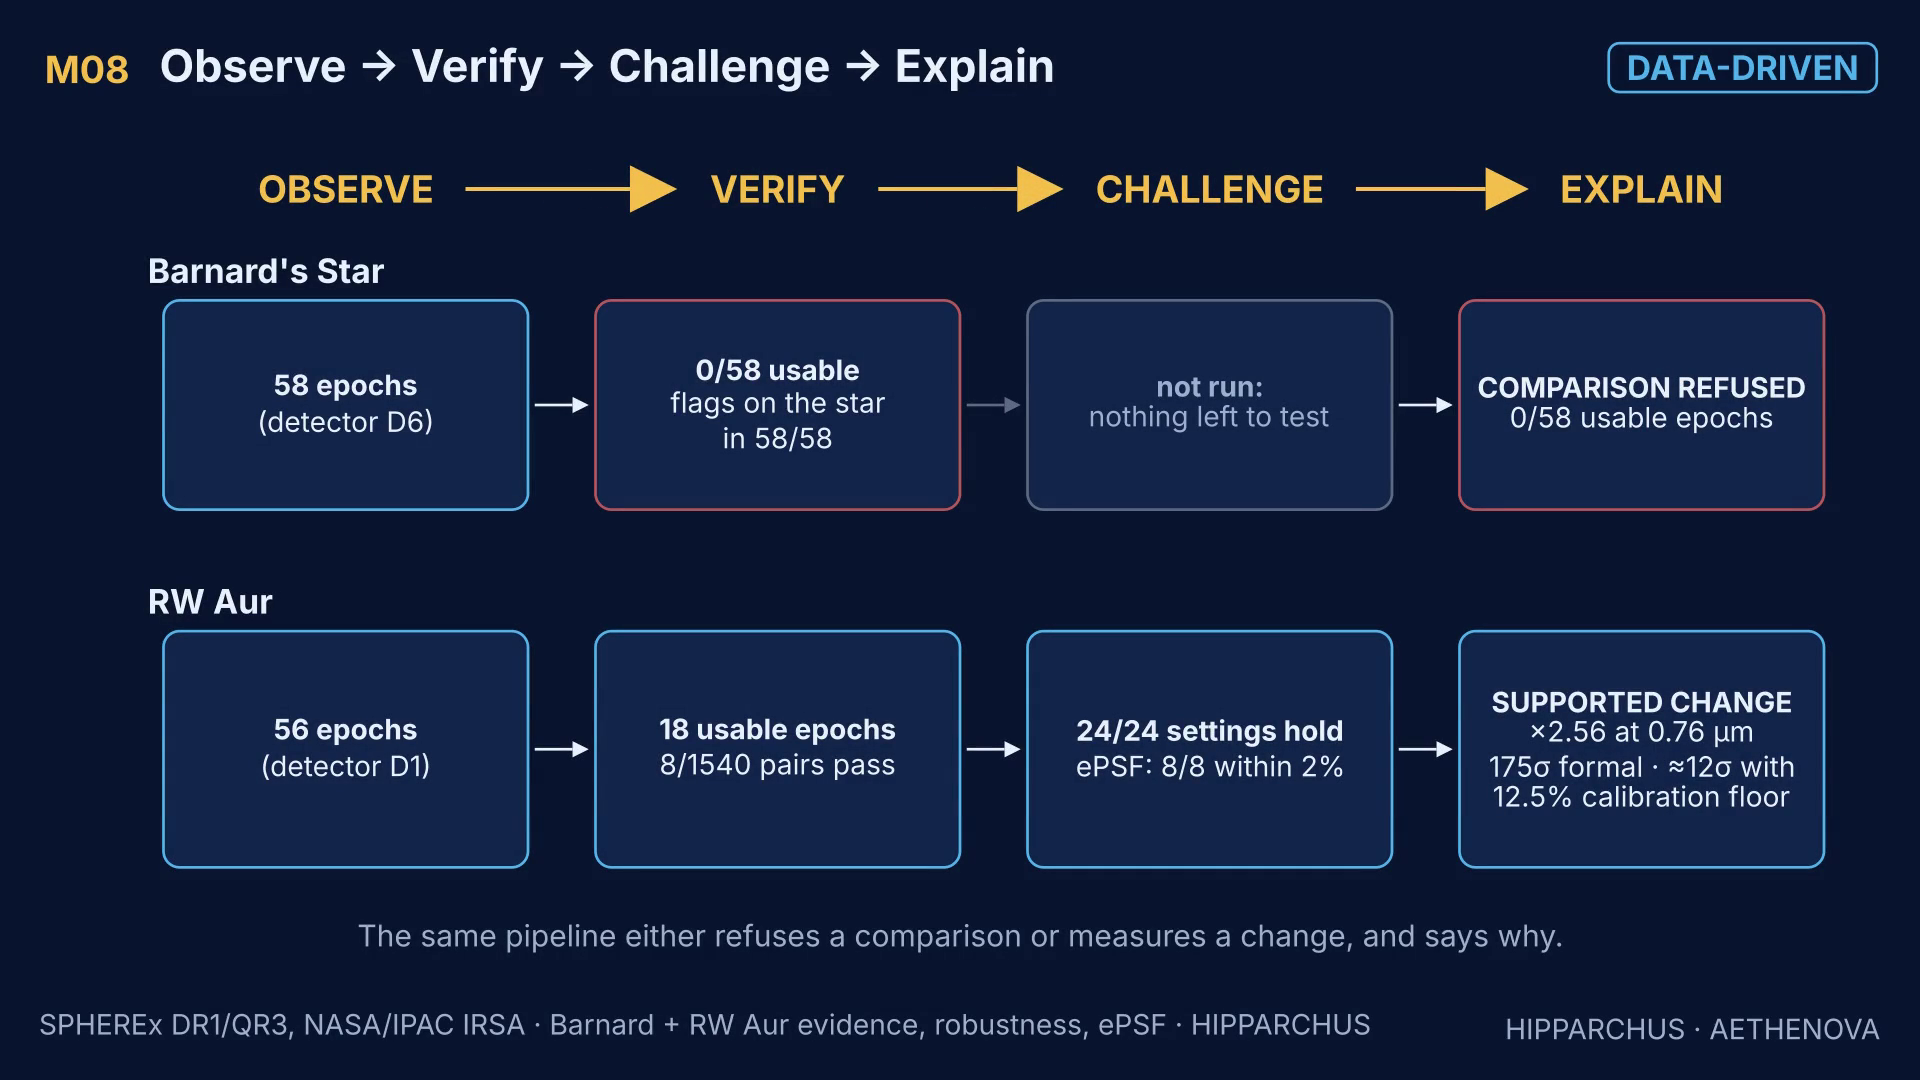 M08 Observe → Verify → Challenge → Explain
DATA-DRIVEN
OBSERVE VERIFY CHALLENGE EXPLAIN
Barnard's Star
58 epochs
(detector D6)
0/58 usable
flags on the star
in 58/58
not run:
nothing left to test
COMPARISON REFUSED
0/58 usable epochs
RW Aur
56 epochs
(detector D1)
18 usable epochs
8/1540 pairs pass
24/24 settings hold
ePSF: 8/8 within 2%
SUPPORTED CHANGE
×2.56 at 0.76 µm
175σ formal · ≈12σ with
12.5% calibration floor
The same pipeline either refuses a comparison or measures a change, and says why.
SPHEREx DR1/QR3, NASA/IPAC IRSA · Barnard + RW Aur evidence, robustness, ePSF · HIPPARCHUS
HIPPARCHUS · AETHENOVA